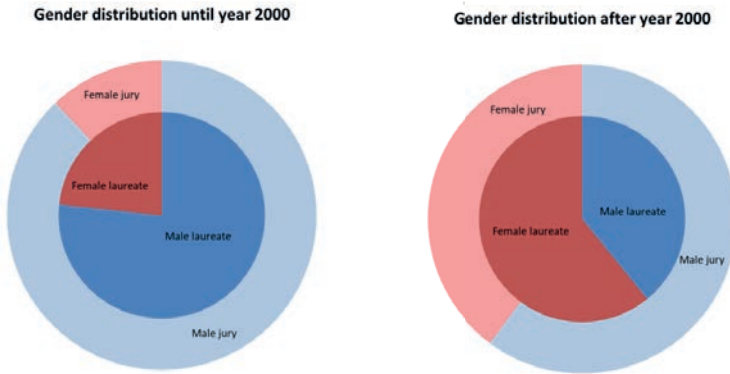 Gender distribution until year 2000
Female jury
Female laureate
Male laureate
Male jury
Gender distribution after year 2000
Female jury
Male laureate
Female laureate
Male jury